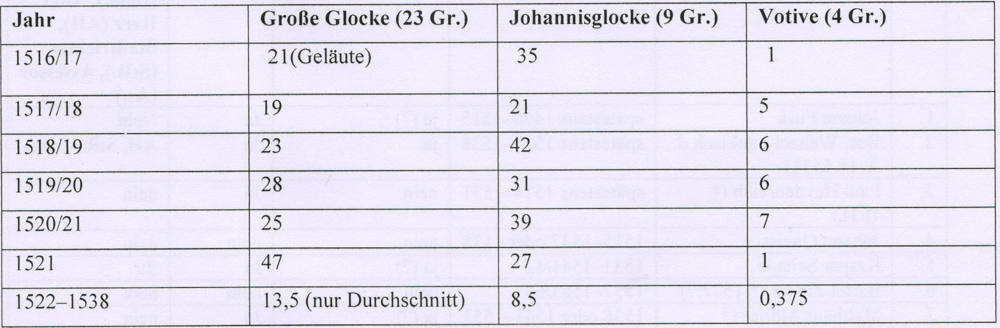 Jahr Große Glocke (23 Gr.) Johannisglocke (9 Gr.) Votive (4 Gr.)
1516/17 21(Geläute) 35 1
1517/18 19 21 5
1518/19 23 42 6
1519/20 28 31 6
1520/21 25 39 7
1521 47 27 1
1522–1538 13,5 (nur Durchschnitt) 8,5 0,375